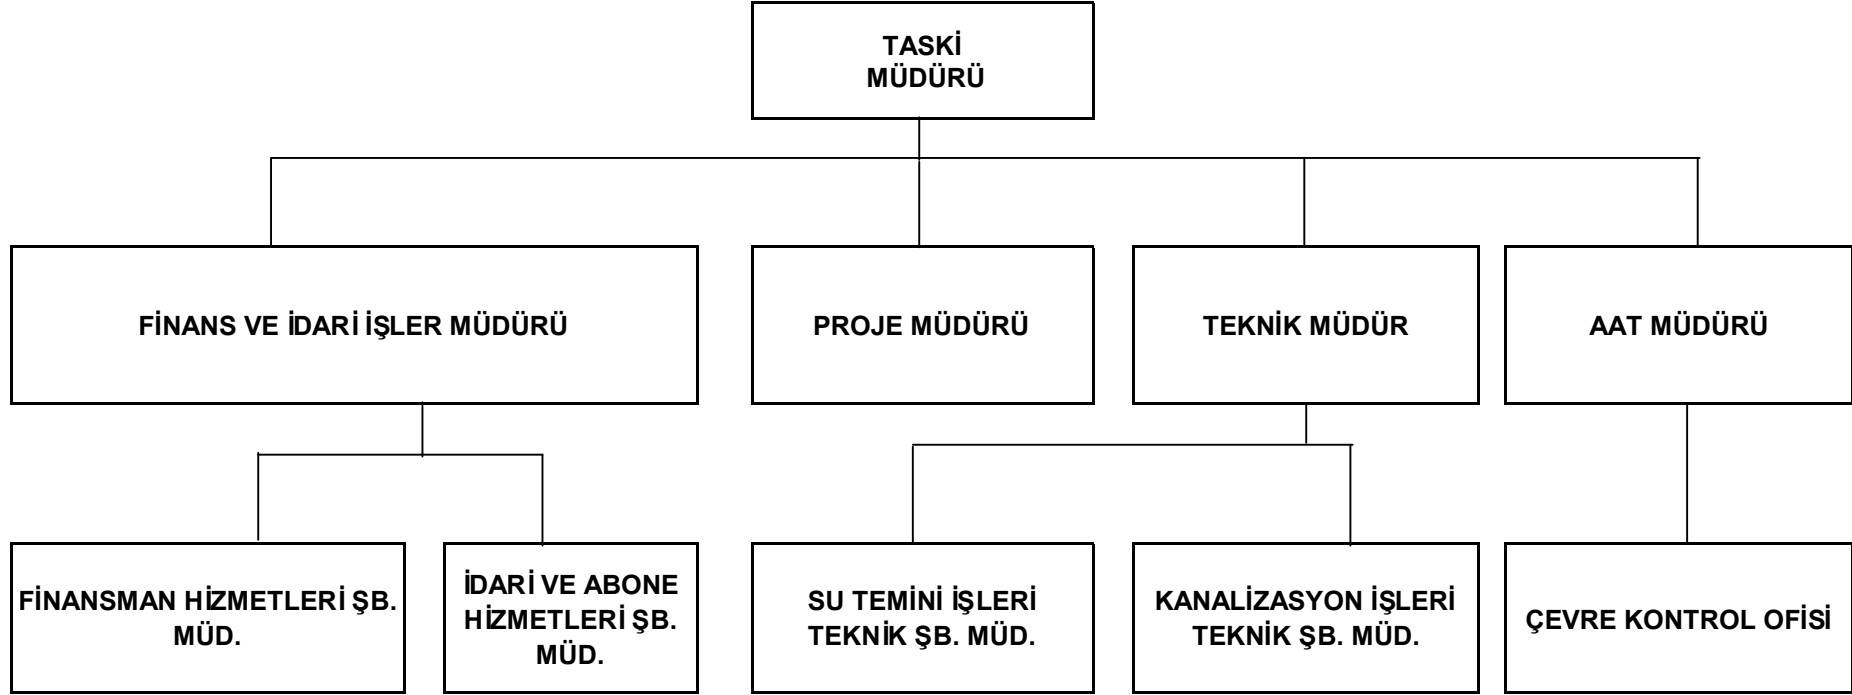 TASKİ
MÜDÜRÜ
FİNANS VE İDARİ İŞLER MÜDÜRÜ
PROJE MÜDÜRÜ
TEKNİK MÜDÜR
AAT MÜDÜRÜ
FİNANSMAN HİZMETLERİ ŞB.
MÜD.
İDARİ VE ABONE
HİZMETLERİ ŞB.
MÜD.
SU TEMİNİ İŞLERİ
TEKNİK ŞB. MÜD.
KANALİZASYON İŞLERİ
TEKNİK ŞB. MÜD.
ÇEVRE KONTROL OFİSİ